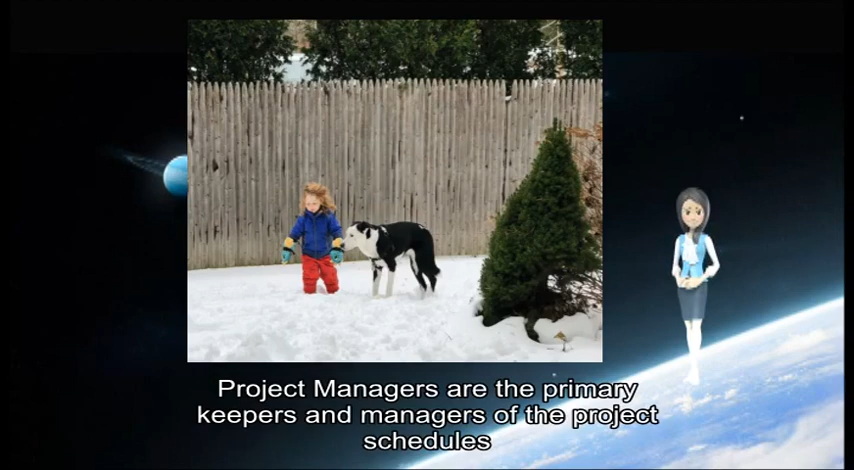 Project Managers are the primary
keepers and managers of the project
schedules